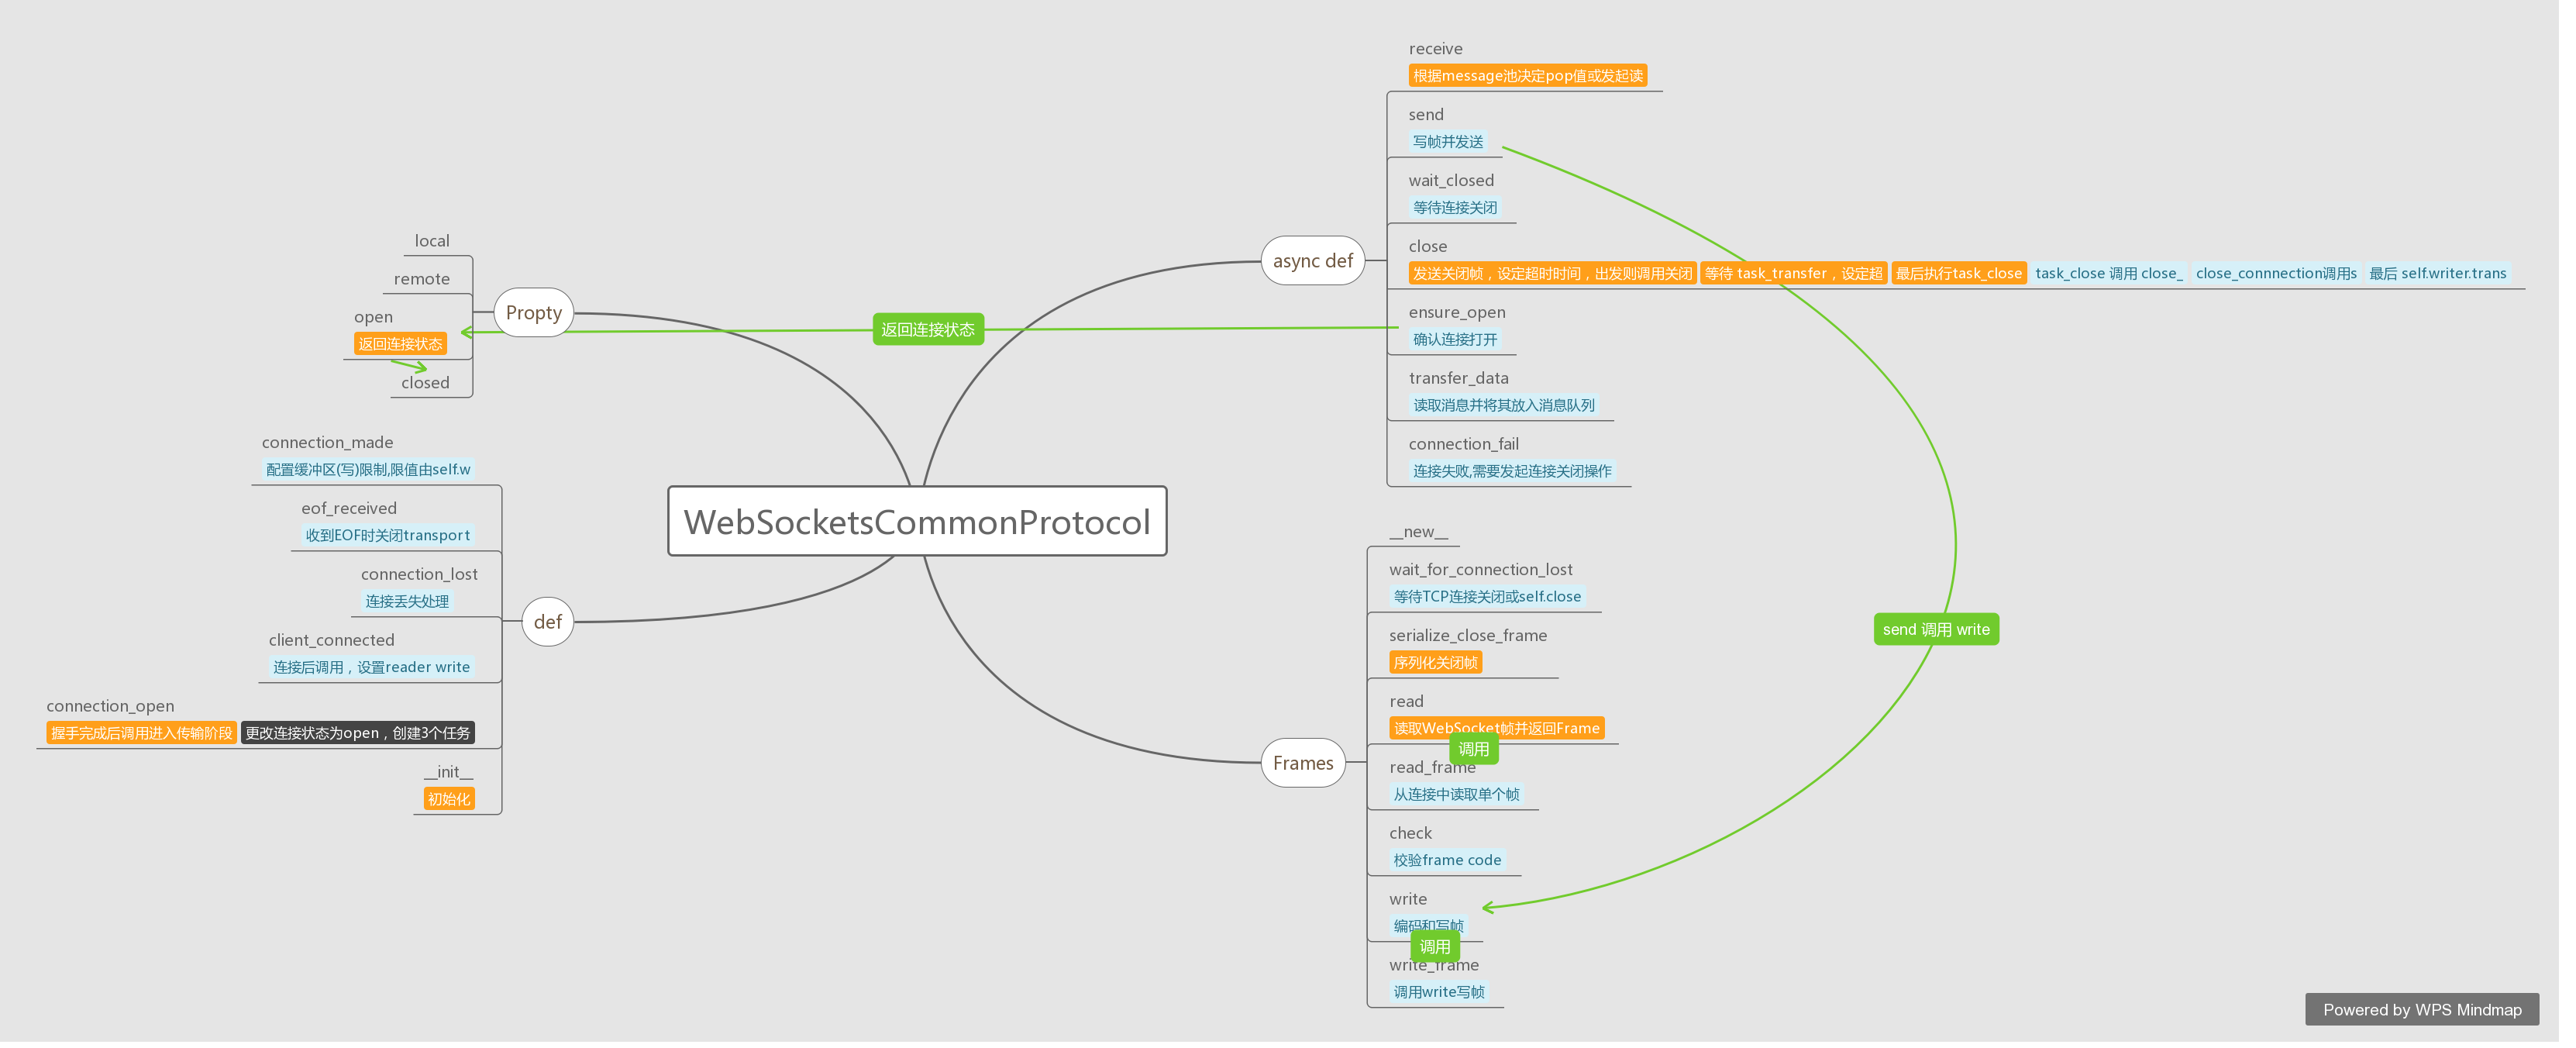 WebSocketsCommonProtocol
async def
receive
根据message池决定pop值或发起读
send
写帧并发送
wait_closed
等待连接关闭
close
发送关闭帧，设定超时时间，出发则调用关闭 等待 task_transfer，设定超 最后执行task_close task_close 调用 close_ close_connnection调用s 最后 self.writer.trans
ensure_open
确认连接打开
transfer_data
读取消息并将其放入消息队列
connection_fail
连接失败,需要发起连接关闭操作
Frames
__new__
wait_for_connection_lost
等待TCP连接关闭或self.close
serialize_close_frame
序列化关闭帧
read
读取WebSocket帧并返回Frame
调用
read_frame
从连接中读取单个帧
check
校验frame code
write
编码和写帧
调用
write_frame
调用write写帧
send 调用 write
返回连接状态
Propty
local
remote
open
返回连接状态
closed
def
connection_made
配置缓冲区(写)限制,限值由self.w
eof_received
收到EOF时关闭transport
connection_lost
连接丢失处理
client_connected
连接后调用，设置reader write
connection_open
握手完成后调用进入传输阶段 更改连接状态为open，创建3个任务
__init__
初始化
Powered by WPS Mindmap